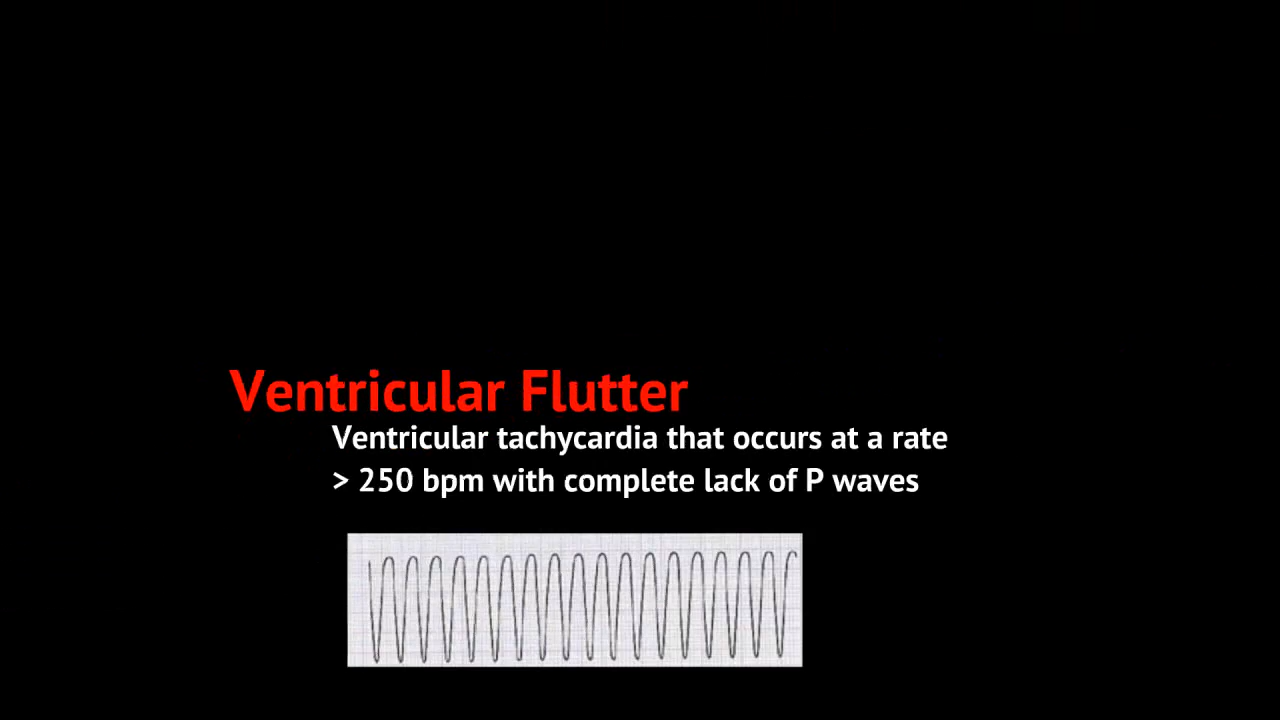 Ventricular Flutter
Ventricular tachycardia that occurs at a rate
> 250 bpm with complete lack of P waves